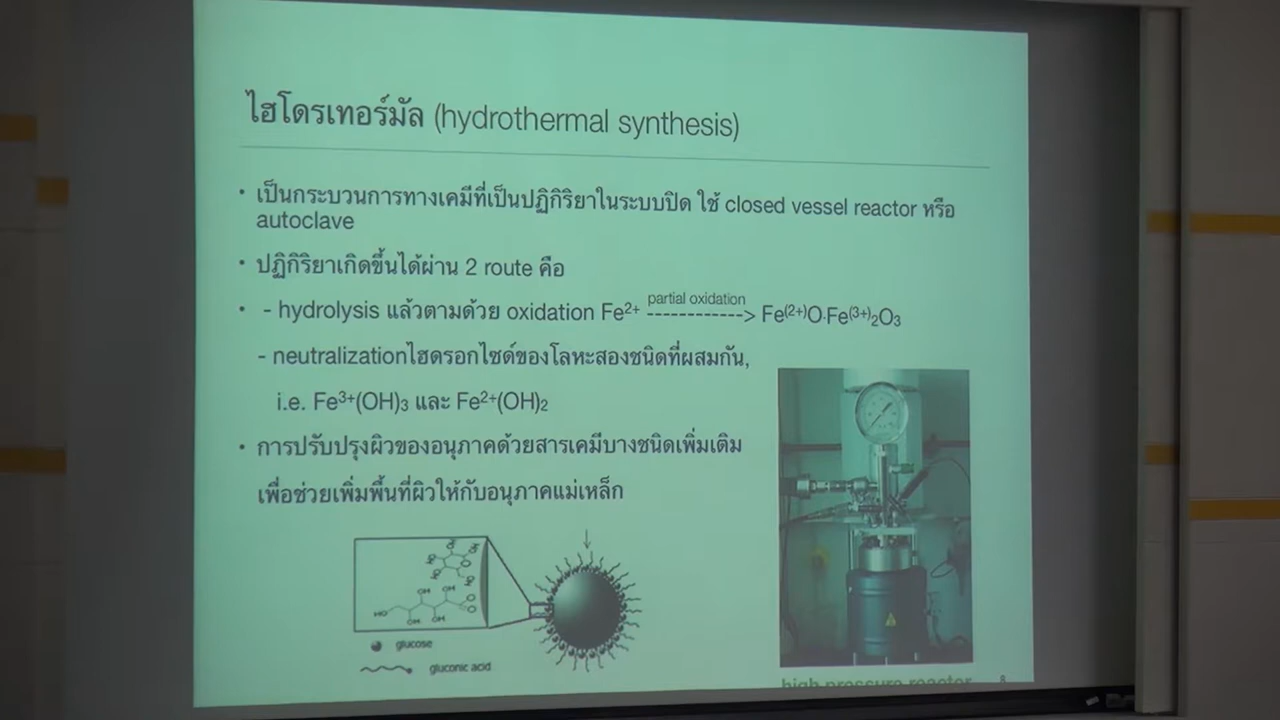 ไฮโดรเทอร์มัล (hydrothermal synthesis)
• เป็นกระบวนการทางเคมีที่เป็นปฏิกิริยาในระบบปิด ใช้ closed vessel reactor หรือ
autoclave
• ปฏิกิริยาเกิดขึ้นได้ผ่าน 2 route คือ
partial oxidation
• - hydrolysis แล้วตามด้วย oxidation Fe²⁺ ------------> Fe⁽²⁺⁾O·Fe⁽³⁺⁾₂O₃
- neutralizationไฮดรอกไซด์ของโลหะสองชนิดที่ผสมกัน,
i.e. Fe³⁺(OH)₃ และ Fe²⁺(OH)₂
• การปรับปรุงผิวของอนุภาคด้วยสารเคมีบางชนิดเพิ่มเติม
เพื่อช่วยเพิ่มพื้นที่ผิวให้กับอนุภาคแม่เหล็ก
glucose
gluconic acid
high pressure reactor
8